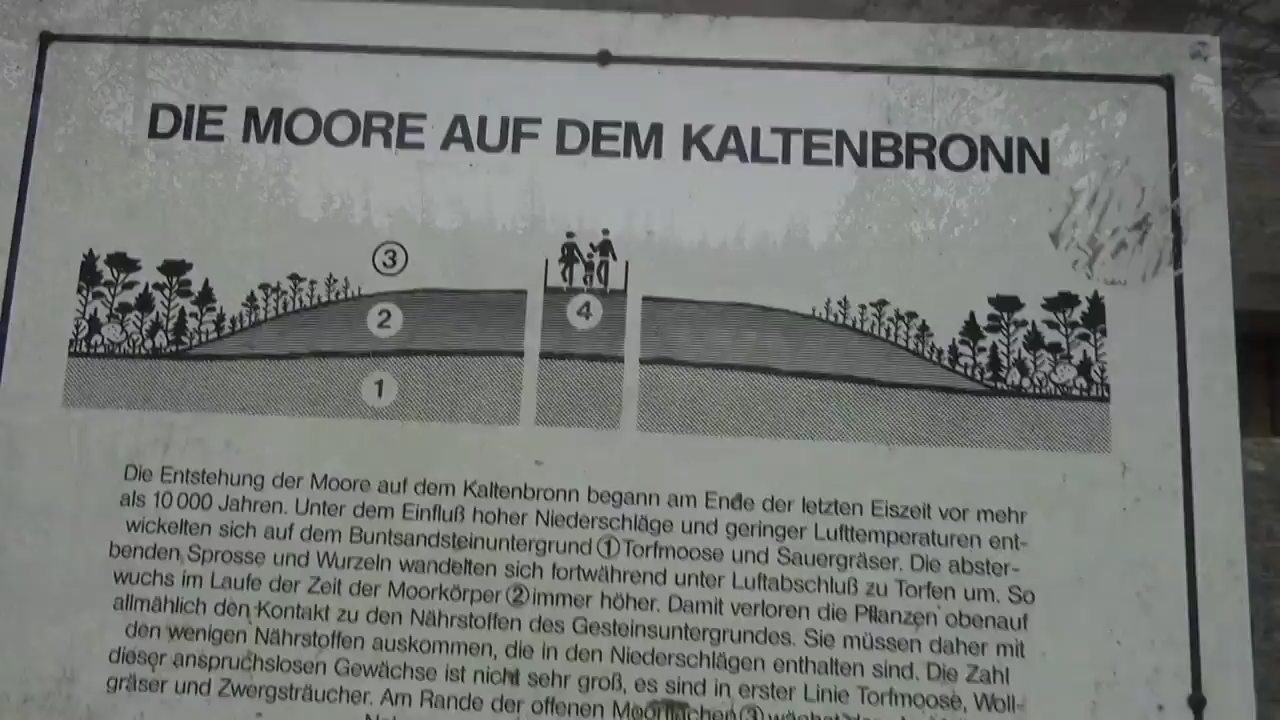 DIE MOORE AUF DEM KALTENBRONN
3
2
4
1
Die Entstehung der Moore auf dem Kaltenbronn begann am Ende der letzten Eiszeit vor mehr
als 10 000 Jahren. Unter dem Einfluß hoher Niederschläge und geringer Lufttemperaturen ent-
wickelten sich auf dem Buntsandsteinuntergrund ① Torfmoose und Sauergräser. Die abster-
benden Sprosse und Wurzeln wandelten sich fortwährend unter Luftabschluß zu Torfen um. So
wuchs im Laufe der Zeit der Moorkörper ② immer höher. Damit verloren die Pflanzen obenauf
allmählich den Kontakt zu den Nährstoffen des Gesteinsuntergrundes. Sie müssen daher mit
den wenigen Nährstoffen auskommen, die in den Niederschlägen enthalten sind. Die Zahl
dieser anspruchslosen Gewächse ist nicht sehr groß, es sind in erster Linie Torfmoose, Woll-
gräser und Zwergsträucher. Am Rande der offenen Moorflächen ③ wächst